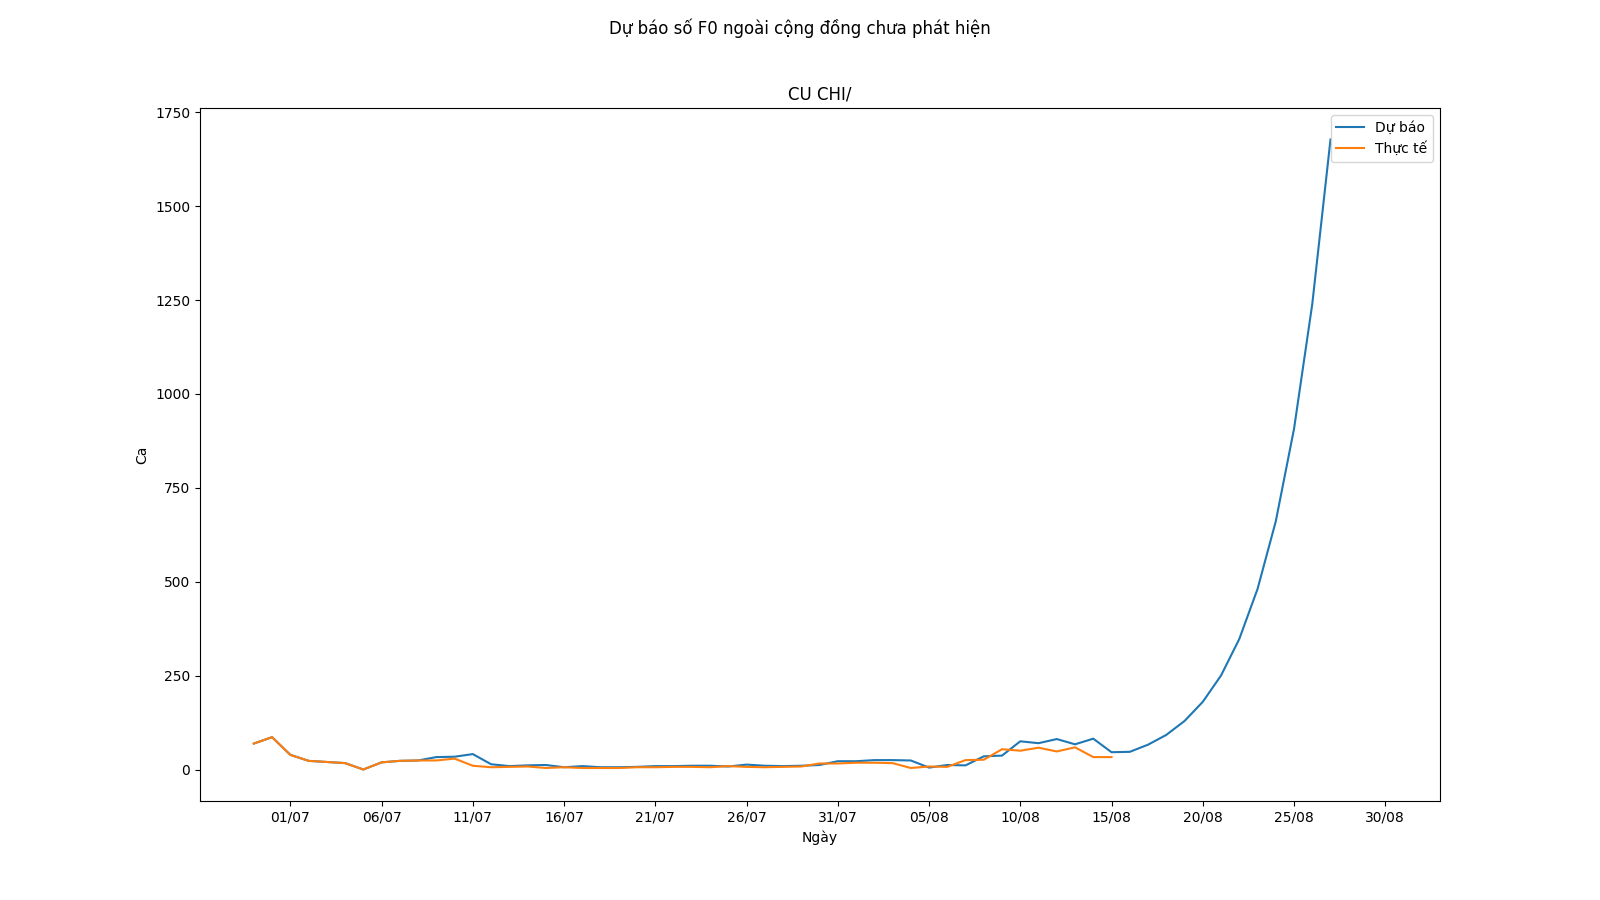 Dự báo số F0 ngoài cộng đồng chưa phát hiện
CU CHI/
1750
1500
1250
1000
750
500
250
0
Ca
Dự báo
Thực tế
01/07 06/07 11/07 16/07 21/07 26/07 31/07 05/08 10/08 15/08 20/08 25/08 30/08
Ngày